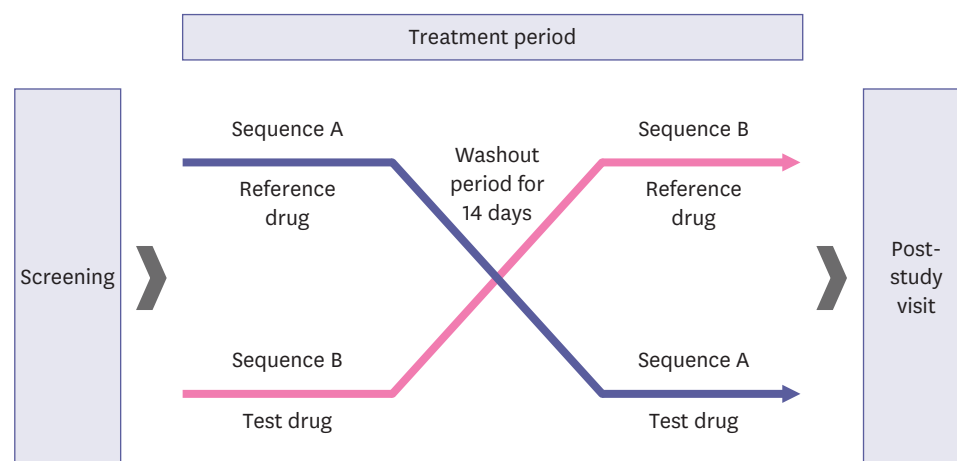 Treatment period
Screening
Sequence A
Reference
drug
Sequence B
Test drug
Washout
period for
14 days
Sequence B
Reference
drug
Sequence A
Test drug
Post-
study
visit